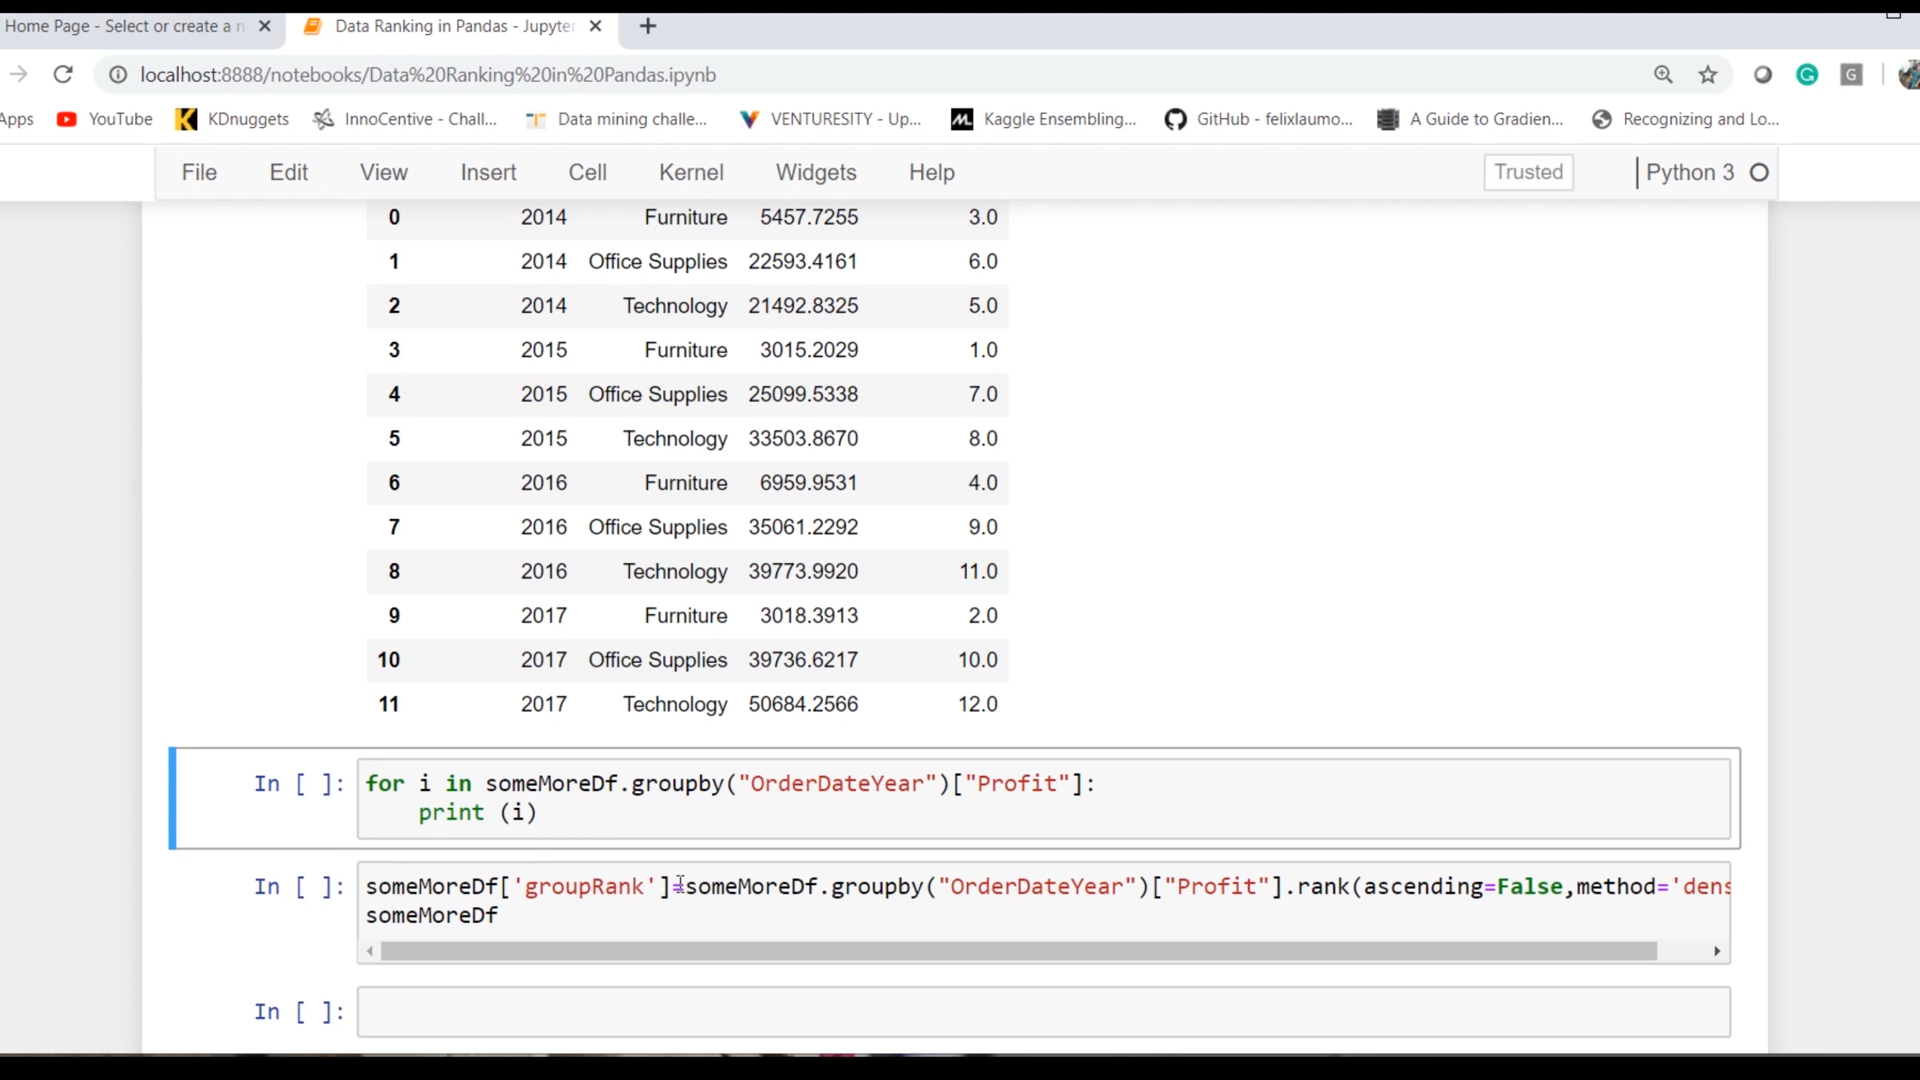 Home Page - Select or create a n
Data Ranking in Pandas - Jupyter
localhost:8888/notebooks/Data%20Ranking%20in%20Pandas.ipynb
Apps YouTube KDnuggets InnoCentive - Chall... Data mining challe... VENTURESITY - Up... Kaggle Ensembling... GitHub - felixlaumo... A Guide to Gradien... Recognizing and Lo...
File Edit View Insert Cell Kernel Widgets Help Trusted Python 3
0 2014 Furniture 5457.7255 3.0
1 2014 Office Supplies 22593.4161 6.0
2 2014 Technology 21492.8325 5.0
3 2015 Furniture 3015.2029 1.0
4 2015 Office Supplies 25099.5338 7.0
5 2015 Technology 33503.8670 8.0
6 2016 Furniture 6959.9531 4.0
7 2016 Office Supplies 35061.2292 9.0
8 2016 Technology 39773.9920 11.0
9 2017 Furniture 3018.3913 2.0
10 2017 Office Supplies 39736.6217 10.0
11 2017 Technology 50684.2566 12.0
In [ ]: for i in someMoreDf.groupby("OrderDateYear")["Profit"]:
print (i)
In [ ]: someMoreDf['groupRank']=someMoreDf.groupby("OrderDateYear")["Profit"].rank(ascending=False,method='dens
someMoreDf
In [ ]: